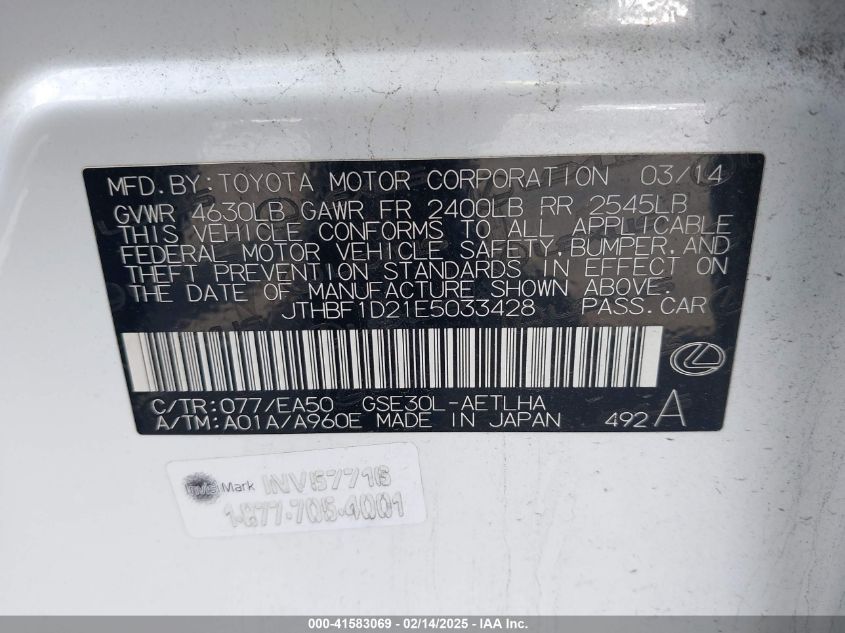 MFD. BY: TOYOTA MOTOR CORPORATION 03/14
GVWR 4630LB GAWR FR 2400LB RR 2545LB
THIS VEHICLE CONFORMS TO ALL APPLICABLE
FEDERAL MOTOR VEHICLE SAFETY, BUMPER, AND
THEFT PREVENTION STANDARDS IN EFFECT ON
THE DATE OF MANUFACTURE SHOWN ABOVE.
JTHBF1D21E5033428 PASS. CAR
C/TR: 077/EA50 GSE30L-AETLHA
A/TM: A01A/A960E MADE IN JAPAN 492 A
Mark
1-877-705-4001
000-41583069 - 02/14/2025 - IAA Inc.